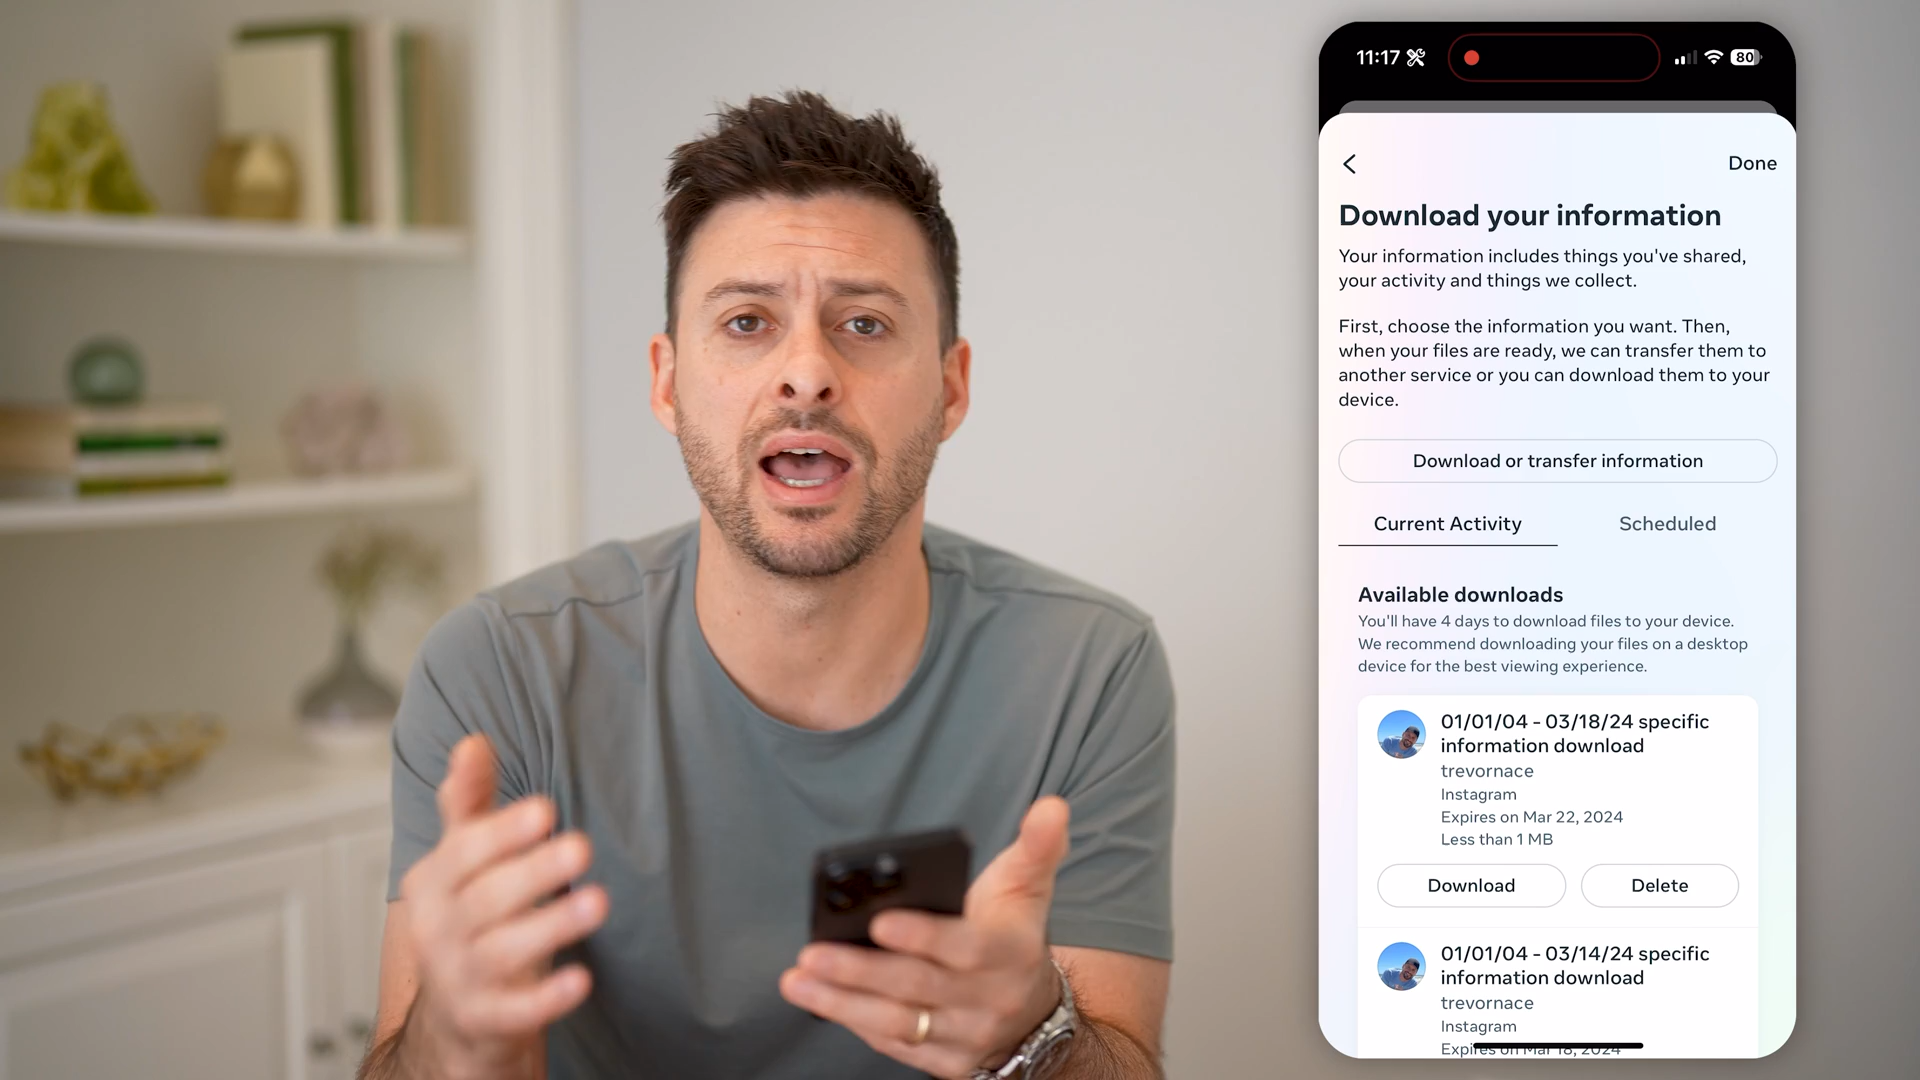 11:17
80
Done
Download your information
Your information includes things you've shared,
your activity and things we collect.
First, choose the information you want. Then,
when your files are ready, we can transfer them to
another service or you can download them to your
device.
Download or transfer information
Current Activity
Scheduled
Available downloads
You'll have 4 days to download files to your device.
We recommend downloading your files on a desktop
device for the best viewing experience.
01/01/04 - 03/18/24 specific
information download
trevornace
Instagram
Expires on Mar 22, 2024
Less than 1 MB
Download
Delete
01/01/04 - 03/14/24 specific
information download
trevornace
Instagram
Expires on Mar 18, 2024